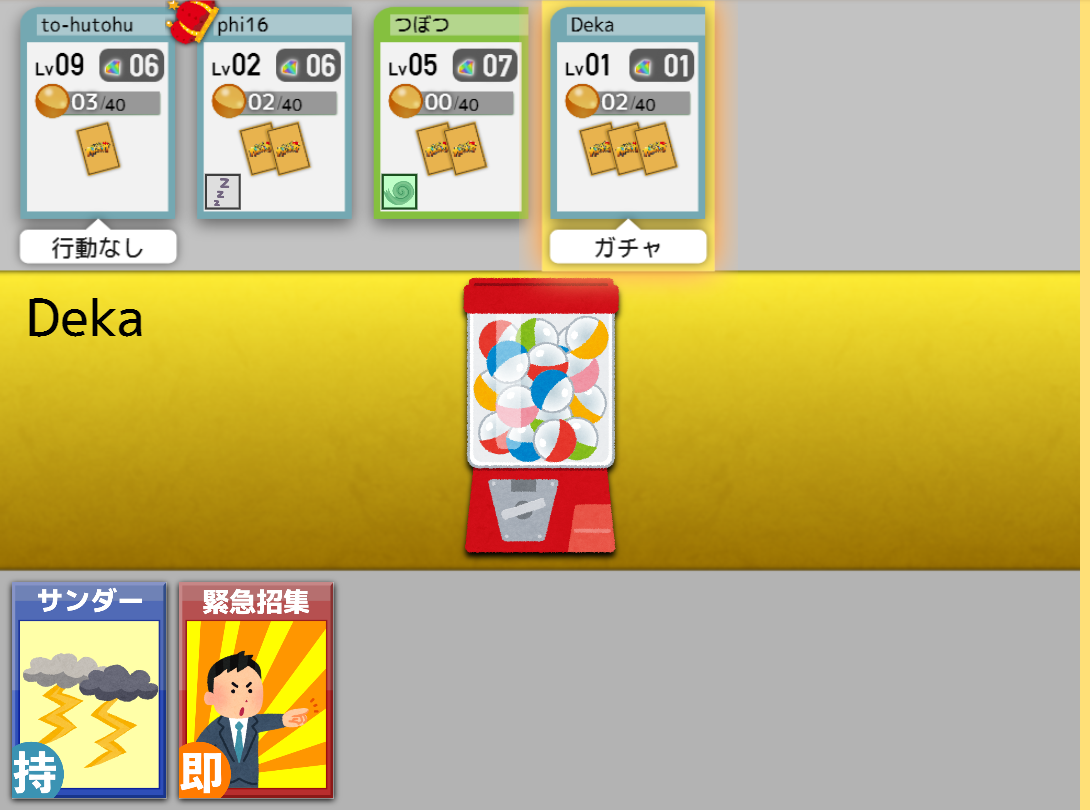 to-hutohu
Lv09 06
03/40
行動なし
phi16
Lv02 06
02/40
z
z
z
つぼつ
Lv05 07
00/40
Deka
Lv01 01
02/40
ガチャ
Deka
サンダー
持
緊急招集
即